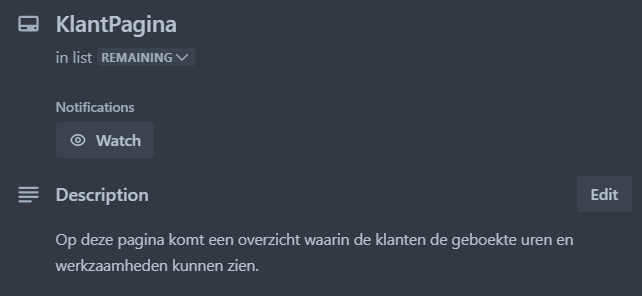 KlantPagina
in list REMAINING
Notifications
Watch
Description
Edit
Op deze pagina komt een overzicht waarin de klanten de geboekte uren en
werkzaamheden kunnen zien.